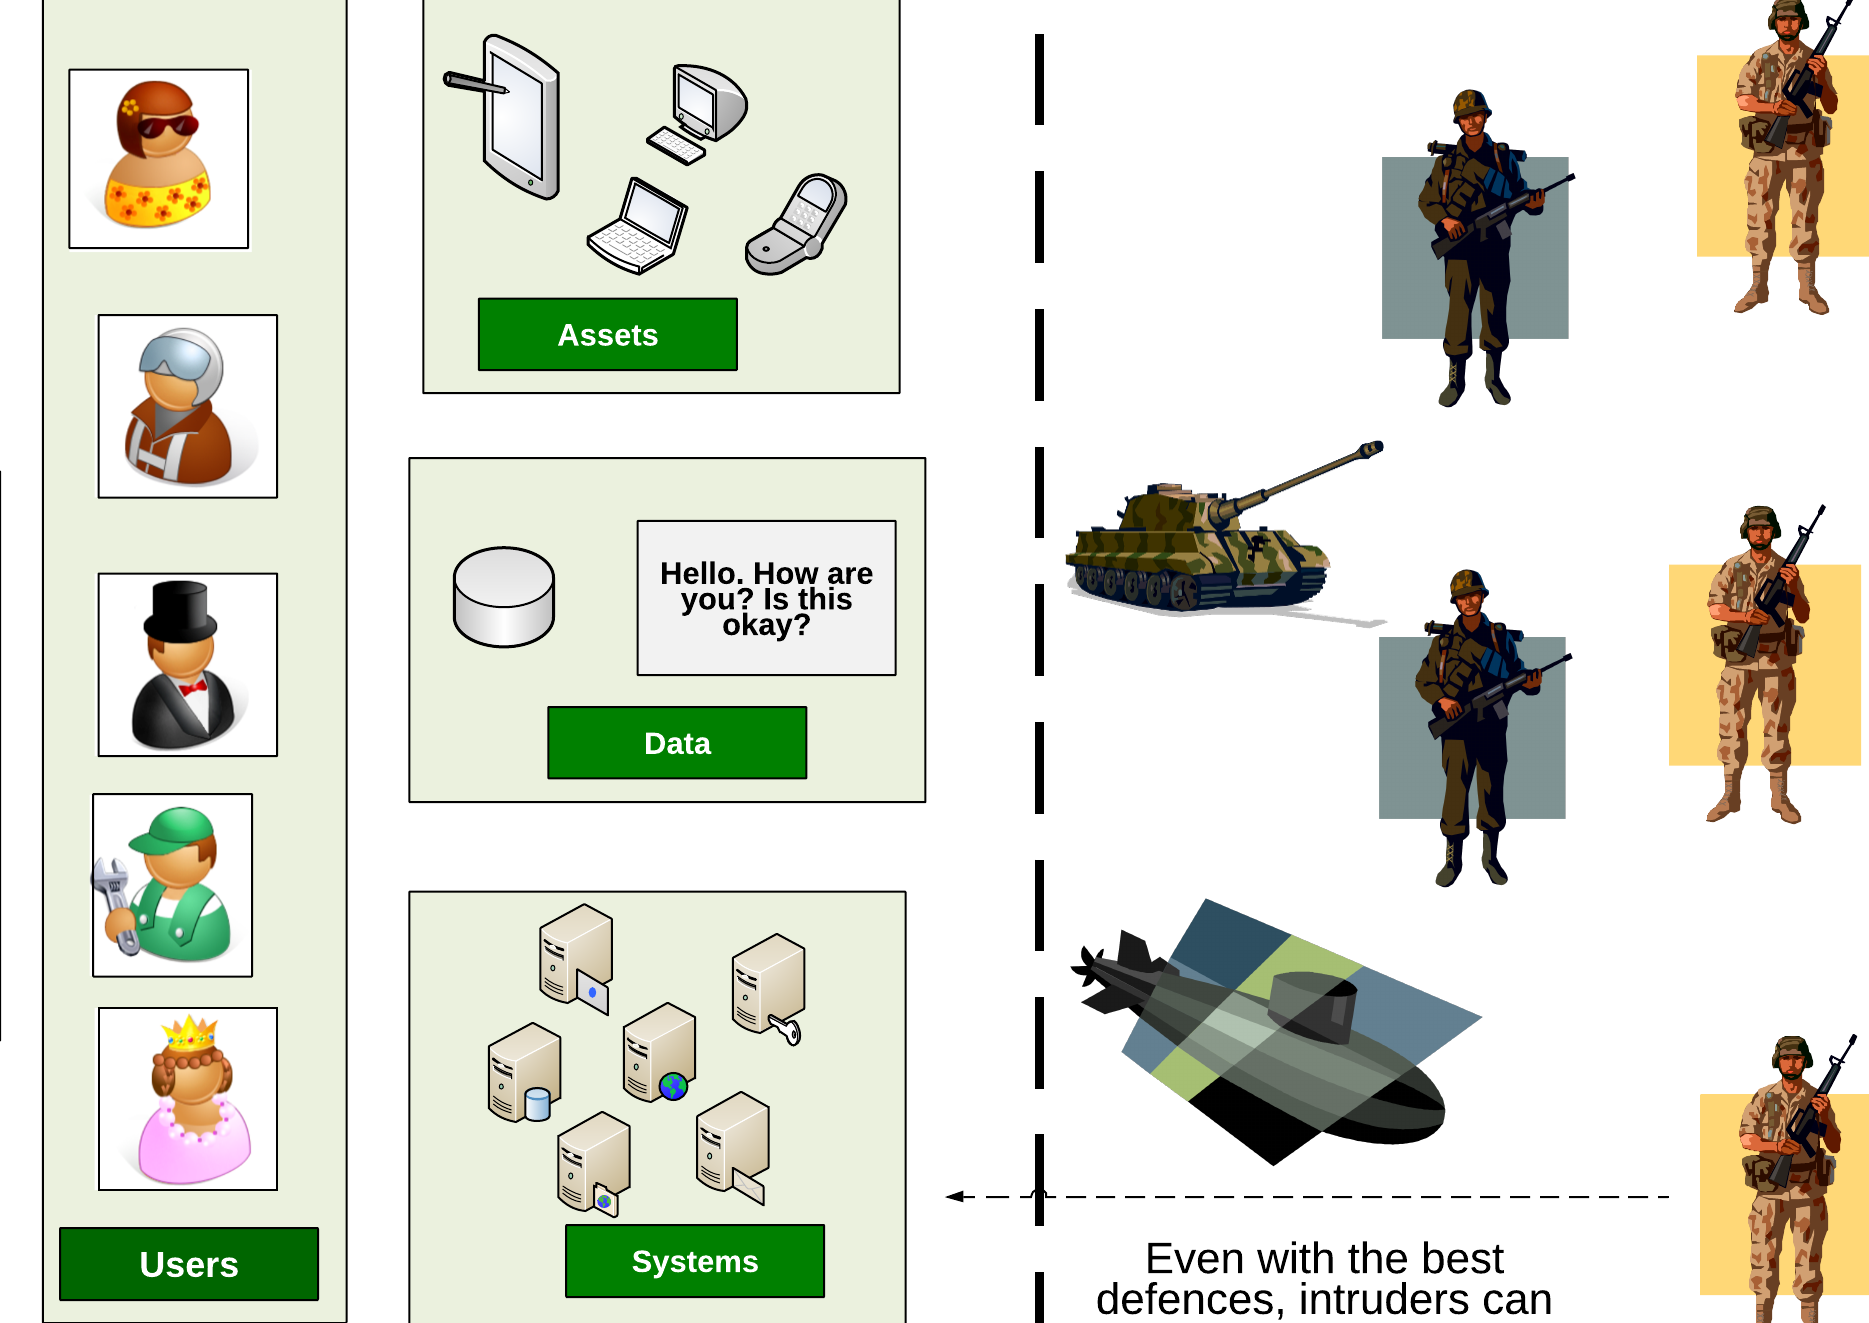 Assets
Hello. How are
you? Is this
okay?
Data
Users
Systems
Even with the best
defences, intruders can